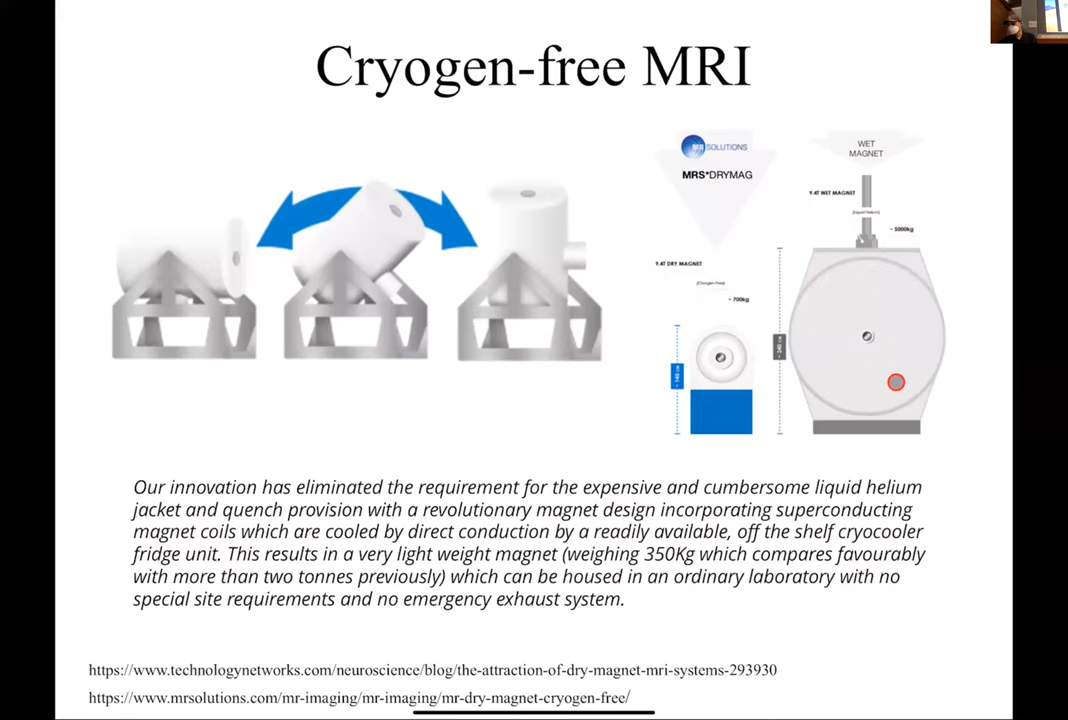 Cryogen-free MRI
MR SOLUTIONS
MRS*DRYMAG
WET
MAGNET
9.4T WET MAGNET
~ 5000kg
9.4T DRY MAGNET
~ 700kg
Our innovation has eliminated the requirement for the expensive and cumbersome liquid helium
jacket and quench provision with a revolutionary magnet design incorporating superconducting
magnet coils which are cooled by direct conduction by a readily available, off the shelf cryocooler
fridge unit. This results in a very light weight magnet (weighing 350Kg which compares favourably
with more than two tonnes previously) which can be housed in an ordinary laboratory with no
special site requirements and no emergency exhaust system.
https://www.technologynetworks.com/neuroscience/blog/the-attraction-of-dry-magnet-mri-systems-293930
https://www.mrsolutions.com/mr-imaging/mr-imaging/mr-dry-magnet-cryogen-free/